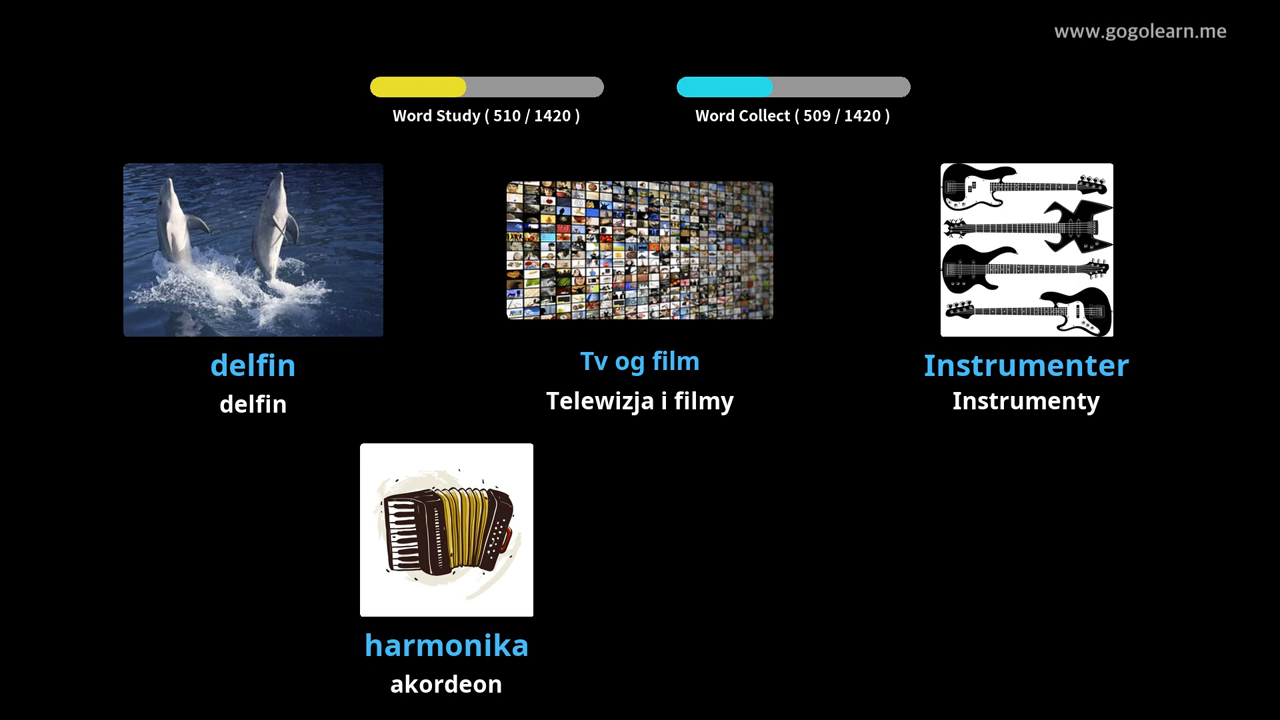 www.gogolearn.me
Word Study ( 510 / 1420 )
Word Collect ( 509 / 1420 )
delfin
delfin
Tv og film
Telewizja i filmy
Instrumenter
Instrumenty
harmonika
akordeon